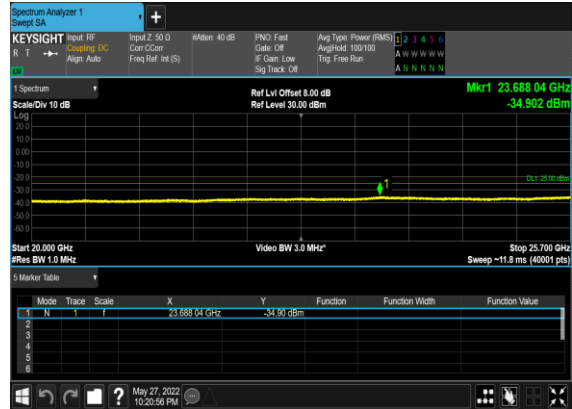 Spectrum Analyzer 1
Swept SA
+
KEYSIGHT Input: RF Input Z: 50 Ω #Atten: 40 dB PNO: Fast Avg Type: Power (RMS) 1 2 3 4 5 6
R T Coupling: DC Corr CCorr Gate: Off Avg|Hold: 100/100 A W W W W W
Align: Auto Freq Ref: Int (S) IF Gain: Low Trig: Free Run
Sig Track: Off A N N N N N
1 Spectrum Ref Lvl Offset 8.00 dB Mkr1 23.688 04 GHz
Scale/Div 10 dB Ref Level 30.00 dBm -34.902 dBm
Log
20.0
10.0
0.00
-10.0
-20.0
-30.0
-40.0
-50.0
-60.0
1
DL1 -25.00 dBm
Start 20.000 GHz Video BW 3.0 MHz* Stop 25.700 GHz
#Res BW 1.0 MHz Sweep ~11.8 ms (40001 pts)
5 Marker Table
Mode Trace Scale X Y Function Function Width Function Value
1 N 1 f 23.688 04 GHz -34.90 dBm
2
3
4
5
6
? May 27, 2022
10:20:56 PM